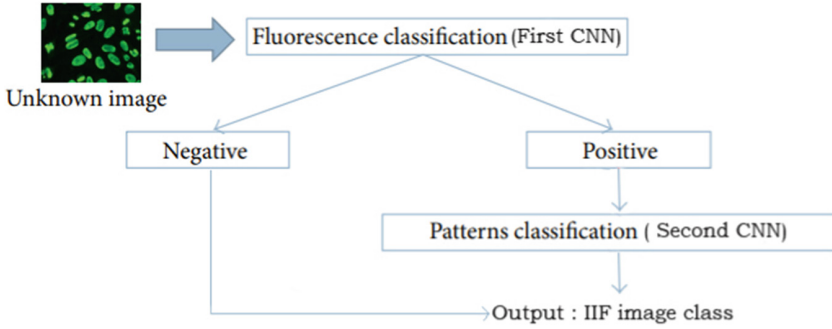 Fluorescence classification (First CNN)
Unknown image
Negative
Positive
Patterns classification ( Second CNN)
Output : IIF image class